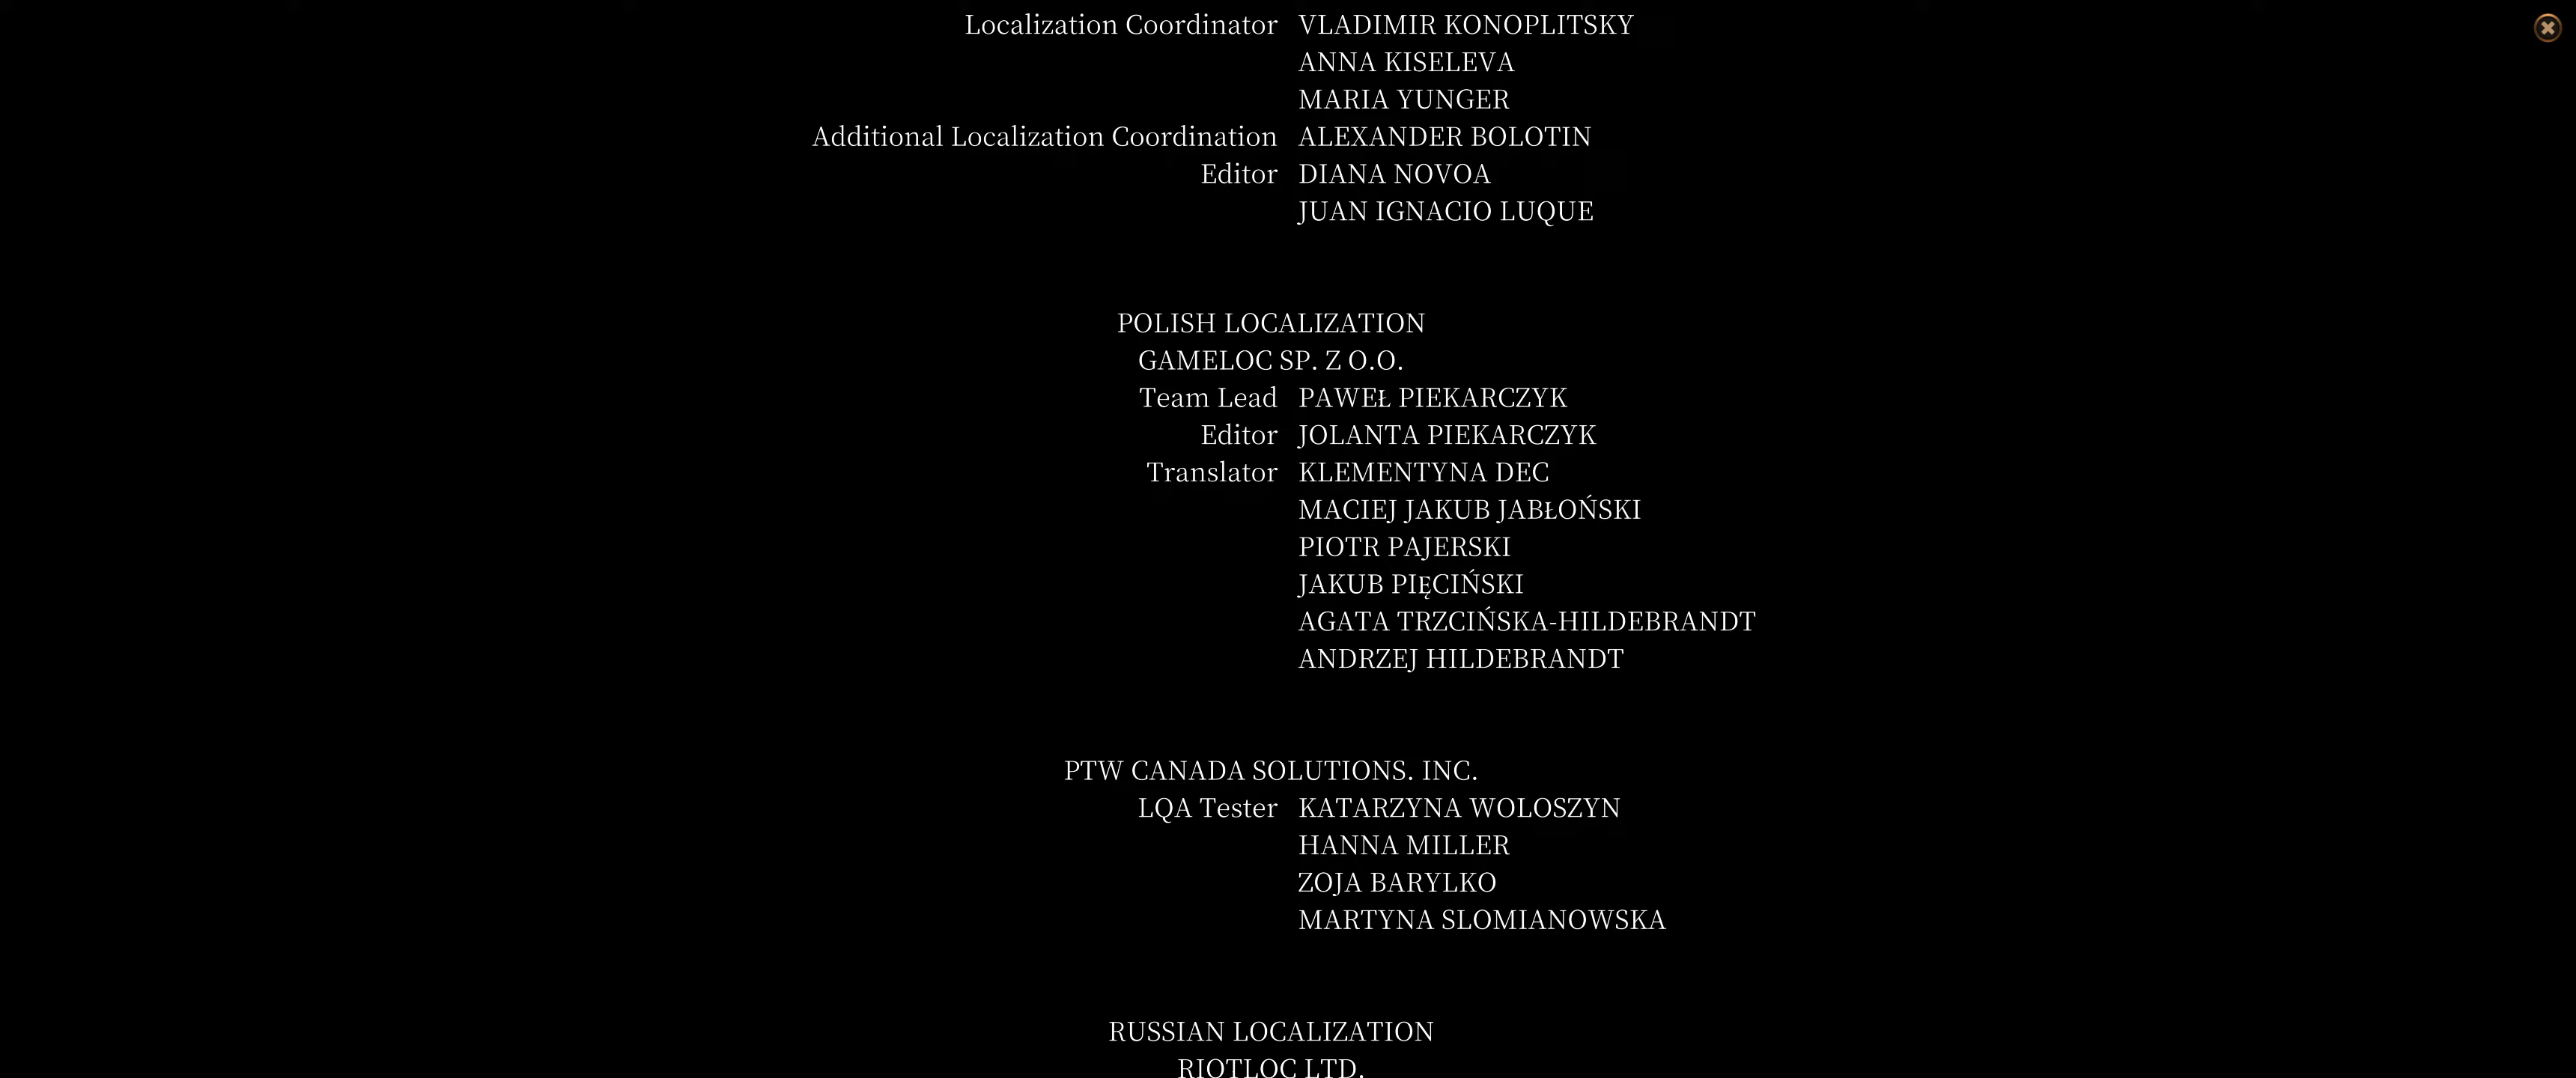 Localization Coordinator VLADIMIR KONOPLITSKY
ANNA KISELEVA
MARIA YUNGER
Additional Localization Coordination ALEXANDER BOLOTIN
Editor DIANA NOVOA
JUAN IGNACIO LUQUE
POLISH LOCALIZATION
GAMELOC SP. Z O.O.
Team Lead PAWEŁ PIEKARCZYK
Editor JOLANTA PIEKARCZYK
Translator KLEMENTYNA DEC
MACIEJ JAKUB JABŁOŃSKI
PIOTR PAJERSKI
JAKUB PIĘCIŃSKI
AGATA TRZCIŃSKA-HILDEBRANDT
ANDRZEJ HILDEBRANDT
PTW CANADA SOLUTIONS. INC.
LQA Tester KATARZYNA WOLOSZYN
HANNA MILLER
ZOJA BARYLKO
MARTYNA SLOMIANOWSKA
RUSSIAN LOCALIZATION
RIOTLOC LTD.